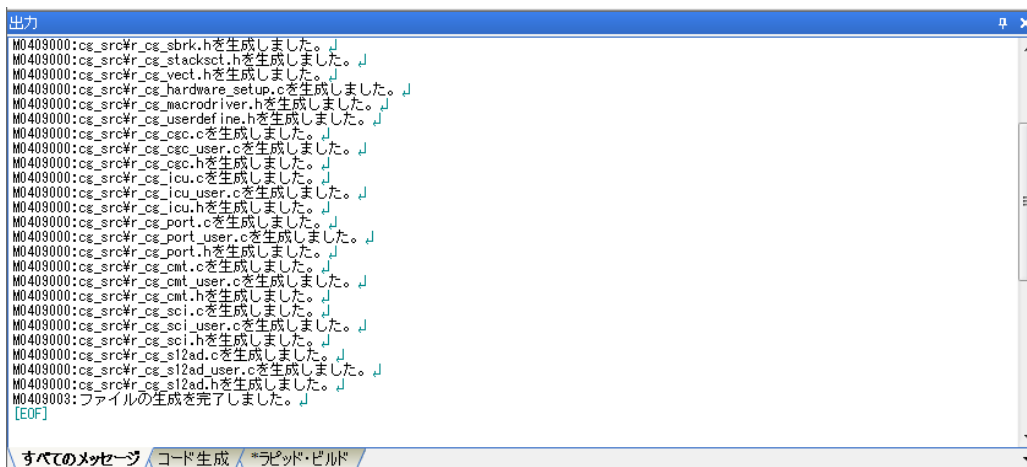 出力
M0409000:cg_src¥r_cg_sbrk.hを生成しました。↲
M0409000:cg_src¥r_cg_stacksct.hを生成しました。↲
M0409000:cg_src¥r_cg_vect.hを生成しました。↲
M0409000:cg_src¥r_cg_hardware_setup.cを生成しました。↲
M0409000:cg_src¥r_cg_macrodriver.hを生成しました。↲
M0409000:cg_src¥r_cg_userdefine.hを生成しました。↲
M0409000:cg_src¥r_cg_cgc.cを生成しました。↲
M0409000:cg_src¥r_cg_cgc_user.cを生成しました。↲
M0409000:cg_src¥r_cg_cgc.hを生成しました。↲
M0409000:cg_src¥r_cg_icu.cを生成しました。↲
M0409000:cg_src¥r_cg_icu_user.cを生成しました。↲
M0409000:cg_src¥r_cg_icu.hを生成しました。↲
M0409000:cg_src¥r_cg_port.cを生成しました。↲
M0409000:cg_src¥r_cg_port_user.cを生成しました。↲
M0409000:cg_src¥r_cg_port.hを生成しました。↲
M0409000:cg_src¥r_cg_cmt.cを生成しました。↲
M0409000:cg_src¥r_cg_cmt_user.cを生成しました。↲
M0409000:cg_src¥r_cg_cmt.hを生成しました。↲
M0409000:cg_src¥r_cg_sci.cを生成しました。↲
M0409000:cg_src¥r_cg_sci_user.cを生成しました。↲
M0409000:cg_src¥r_cg_sci.hを生成しました。↲
M0409000:cg_src¥r_cg_s12ad.cを生成しました。↲
M0409000:cg_src¥r_cg_s12ad_user.cを生成しました。↲
M0409000:cg_src¥r_cg_s12ad.hを生成しました。↲
M0409003:ファイルの生成を完了しました。↲
[EOF]
すべてのメッセージ コード生成 *ラピッド・ビルド